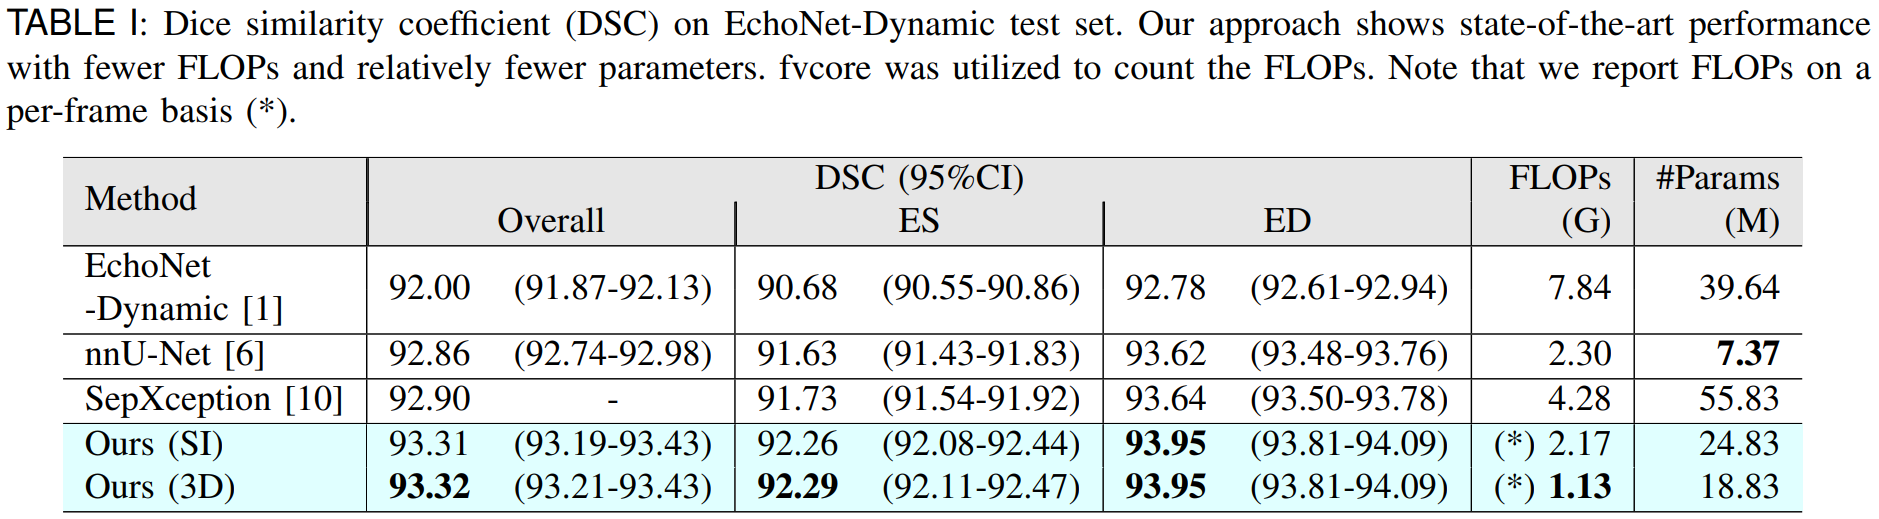 TABLE I: Dice similarity coefficient (DSC) on EchoNet-Dynamic test set. Our approach shows state-of-the-art performance
with fewer FLOPs and relatively fewer parameters. fvcore was utilized to count the FLOPs. Note that we report FLOPs on a
per-frame basis (*).
Method DSC (95%CI) FLOPs #Params
Overall ES ED (G) (M)
EchoNet
-Dynamic [1] 92.00 (91.87-92.13) 90.68 (90.55-90.86) 92.78 (92.61-92.94) 7.84 39.64
nnU-Net [6] 92.86 (92.74-92.98) 91.63 (91.43-91.83) 93.62 (93.48-93.76) 2.30 7.37
SepXception [10] 92.90 - 91.73 (91.54-91.92) 93.64 (93.50-93.78) 4.28 55.83
Ours (SI) 93.31 (93.19-93.43) 92.26 (92.08-92.44) 93.95 (93.81-94.09) (*) 2.17 24.83
Ours (3D) 93.32 (93.21-93.43) 92.29 (92.11-92.47) 93.95 (93.81-94.09) (*) 1.13 18.83